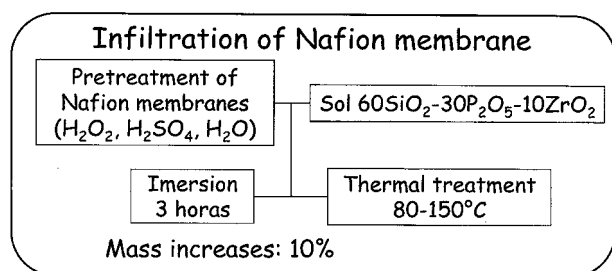 Infiltration of Nafion membrane
Pretreatment of
Nafion membranes
(H₂O₂, H₂SO₄, H₂O)
Sol 60SiO₂-30P₂O₅-10ZrO₂
Imersion
3 horas
Thermal treatment
80-150°C
Mass increases: 10%